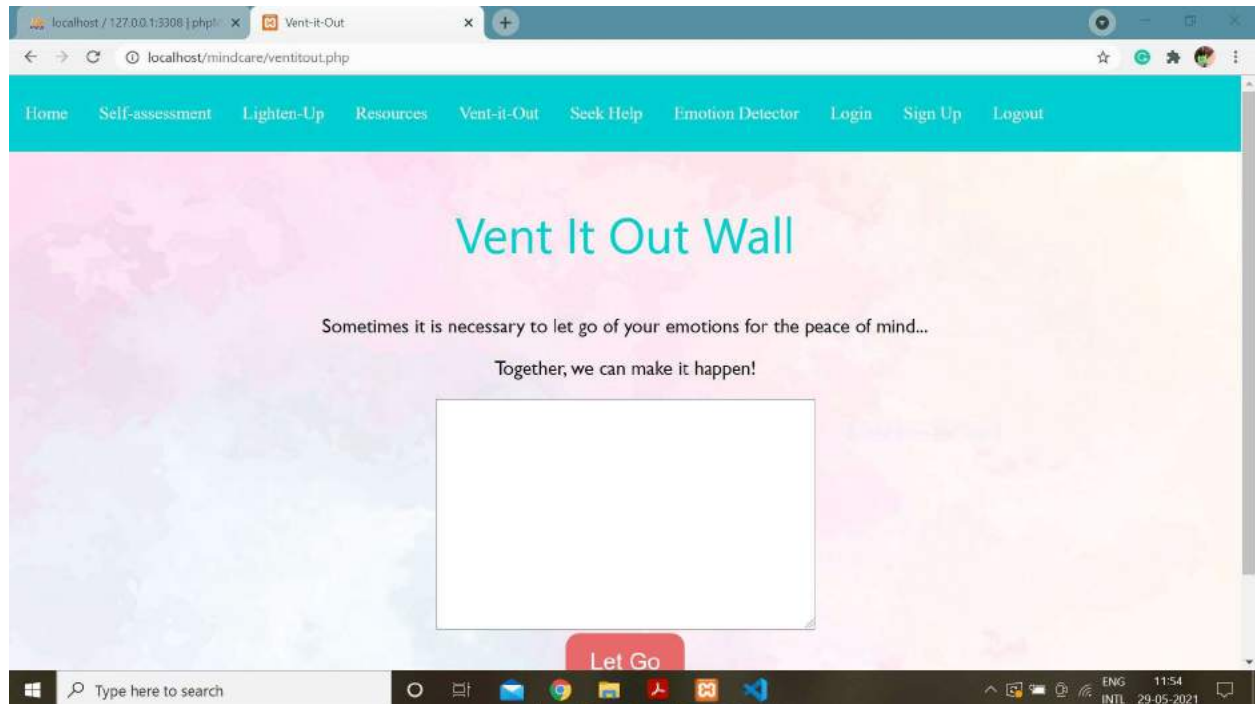 localhost / 127.0.0.1:3308 | php
Vent-it-Out
localhost/mindcare/ventitout.php
Home Self-assessment Lighten-Up Resources Vent-it-Out Seek Help Emotion Detector Login Sign Up Logout
Vent It Out Wall
Sometimes it is necessary to let go of your emotions for the peace of mind...
Together, we can make it happen!
Let Go
Type here to search
ENG 11:54
INTL 29-05-2021